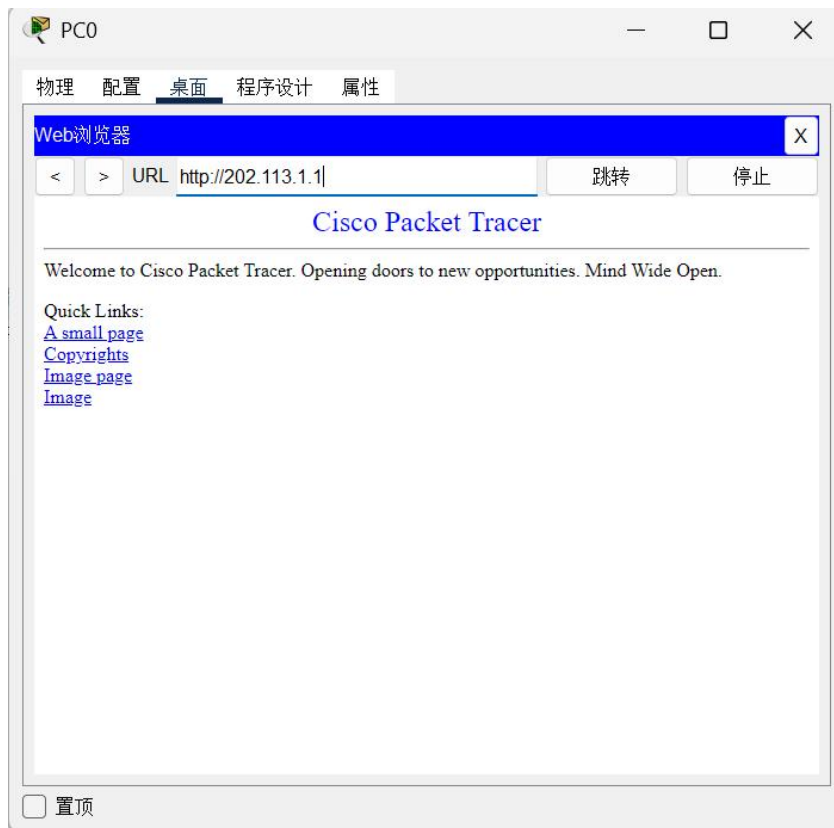 PC0
物理 配置 桌面 程序设计 属性
Web浏览器 X
< > URL http://202.113.1.1 跳转 停止
Cisco Packet Tracer
Welcome to Cisco Packet Tracer. Opening doors to new opportunities. Mind Wide Open.
Quick Links:
A small page
Copyrights
Image page
Image
置顶